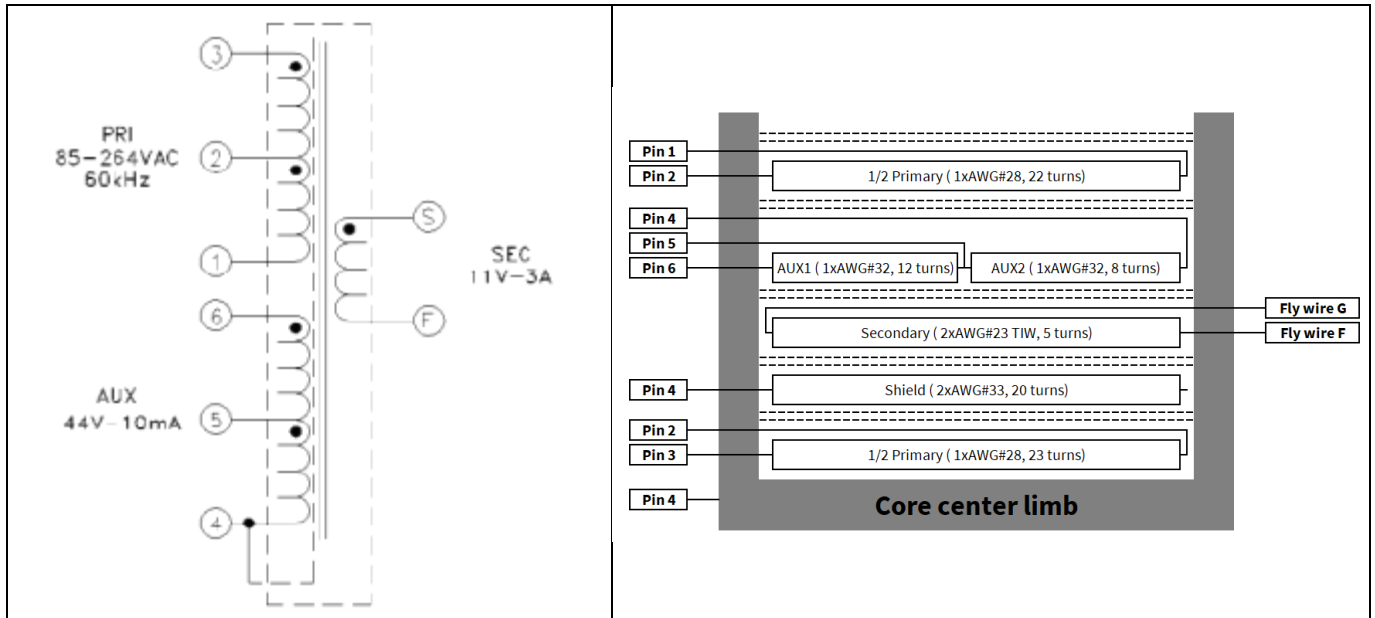 3
PRI
85-264VAC
60kHz
2
1
6
AUX
44V-10mA
5
4
S
SEC
11V-3A
F
Pin 1
Pin 2
1/2 Primary ( 1xAWG#28, 22 turns)
Pin 4
Pin 5
Pin 6
AUX1 ( 1xAWG#32, 12 turns)
AUX2 ( 1xAWG#32, 8 turns)
Fly wire G
Secondary ( 2xAWG#23 TIW, 5 turns)
Fly wire F
Pin 4
Shield ( 2xAWG#33, 20 turns)
Pin 2
Pin 3
1/2 Primary ( 1xAWG#28, 23 turns)
Pin 4
Core center limb